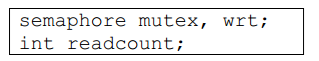 semaphore mutex, wrt;
int readcount;